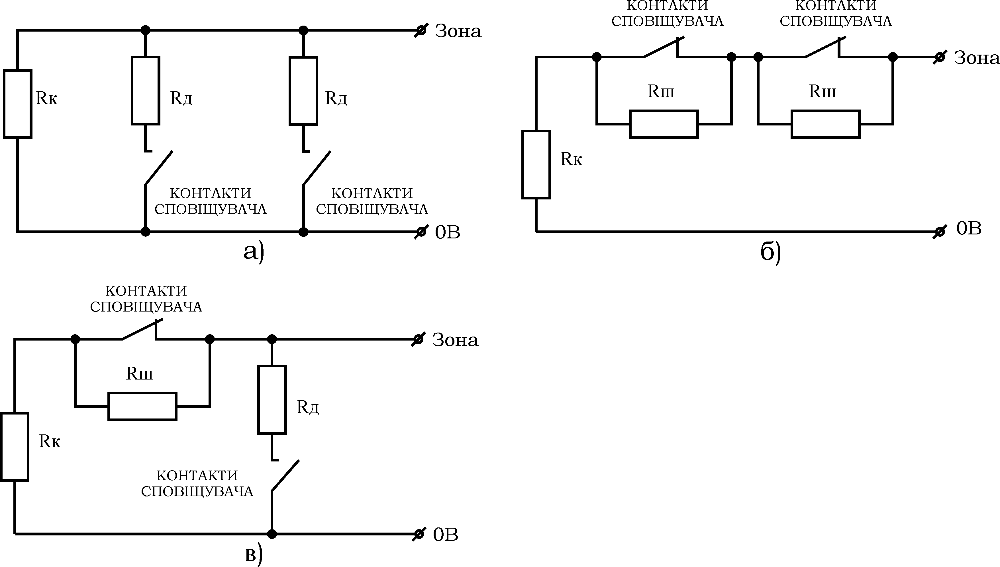 Зона
Rк
Rд
Rд
КОНТАКТИ
СПОВІЩУВАЧА
КОНТАКТИ
СПОВІЩУВАЧА
0В
а)
КОНТАКТИ
СПОВІЩУВАЧА
КОНТАКТИ
СПОВІЩУВАЧА
Зона
Rш
Rш
Rк
0В
б)
КОНТАКТИ
СПОВІЩУВАЧА
Зона
Rш
Rд
Rк
КОНТАКТИ
СПОВІЩУВАЧА
0В
в)